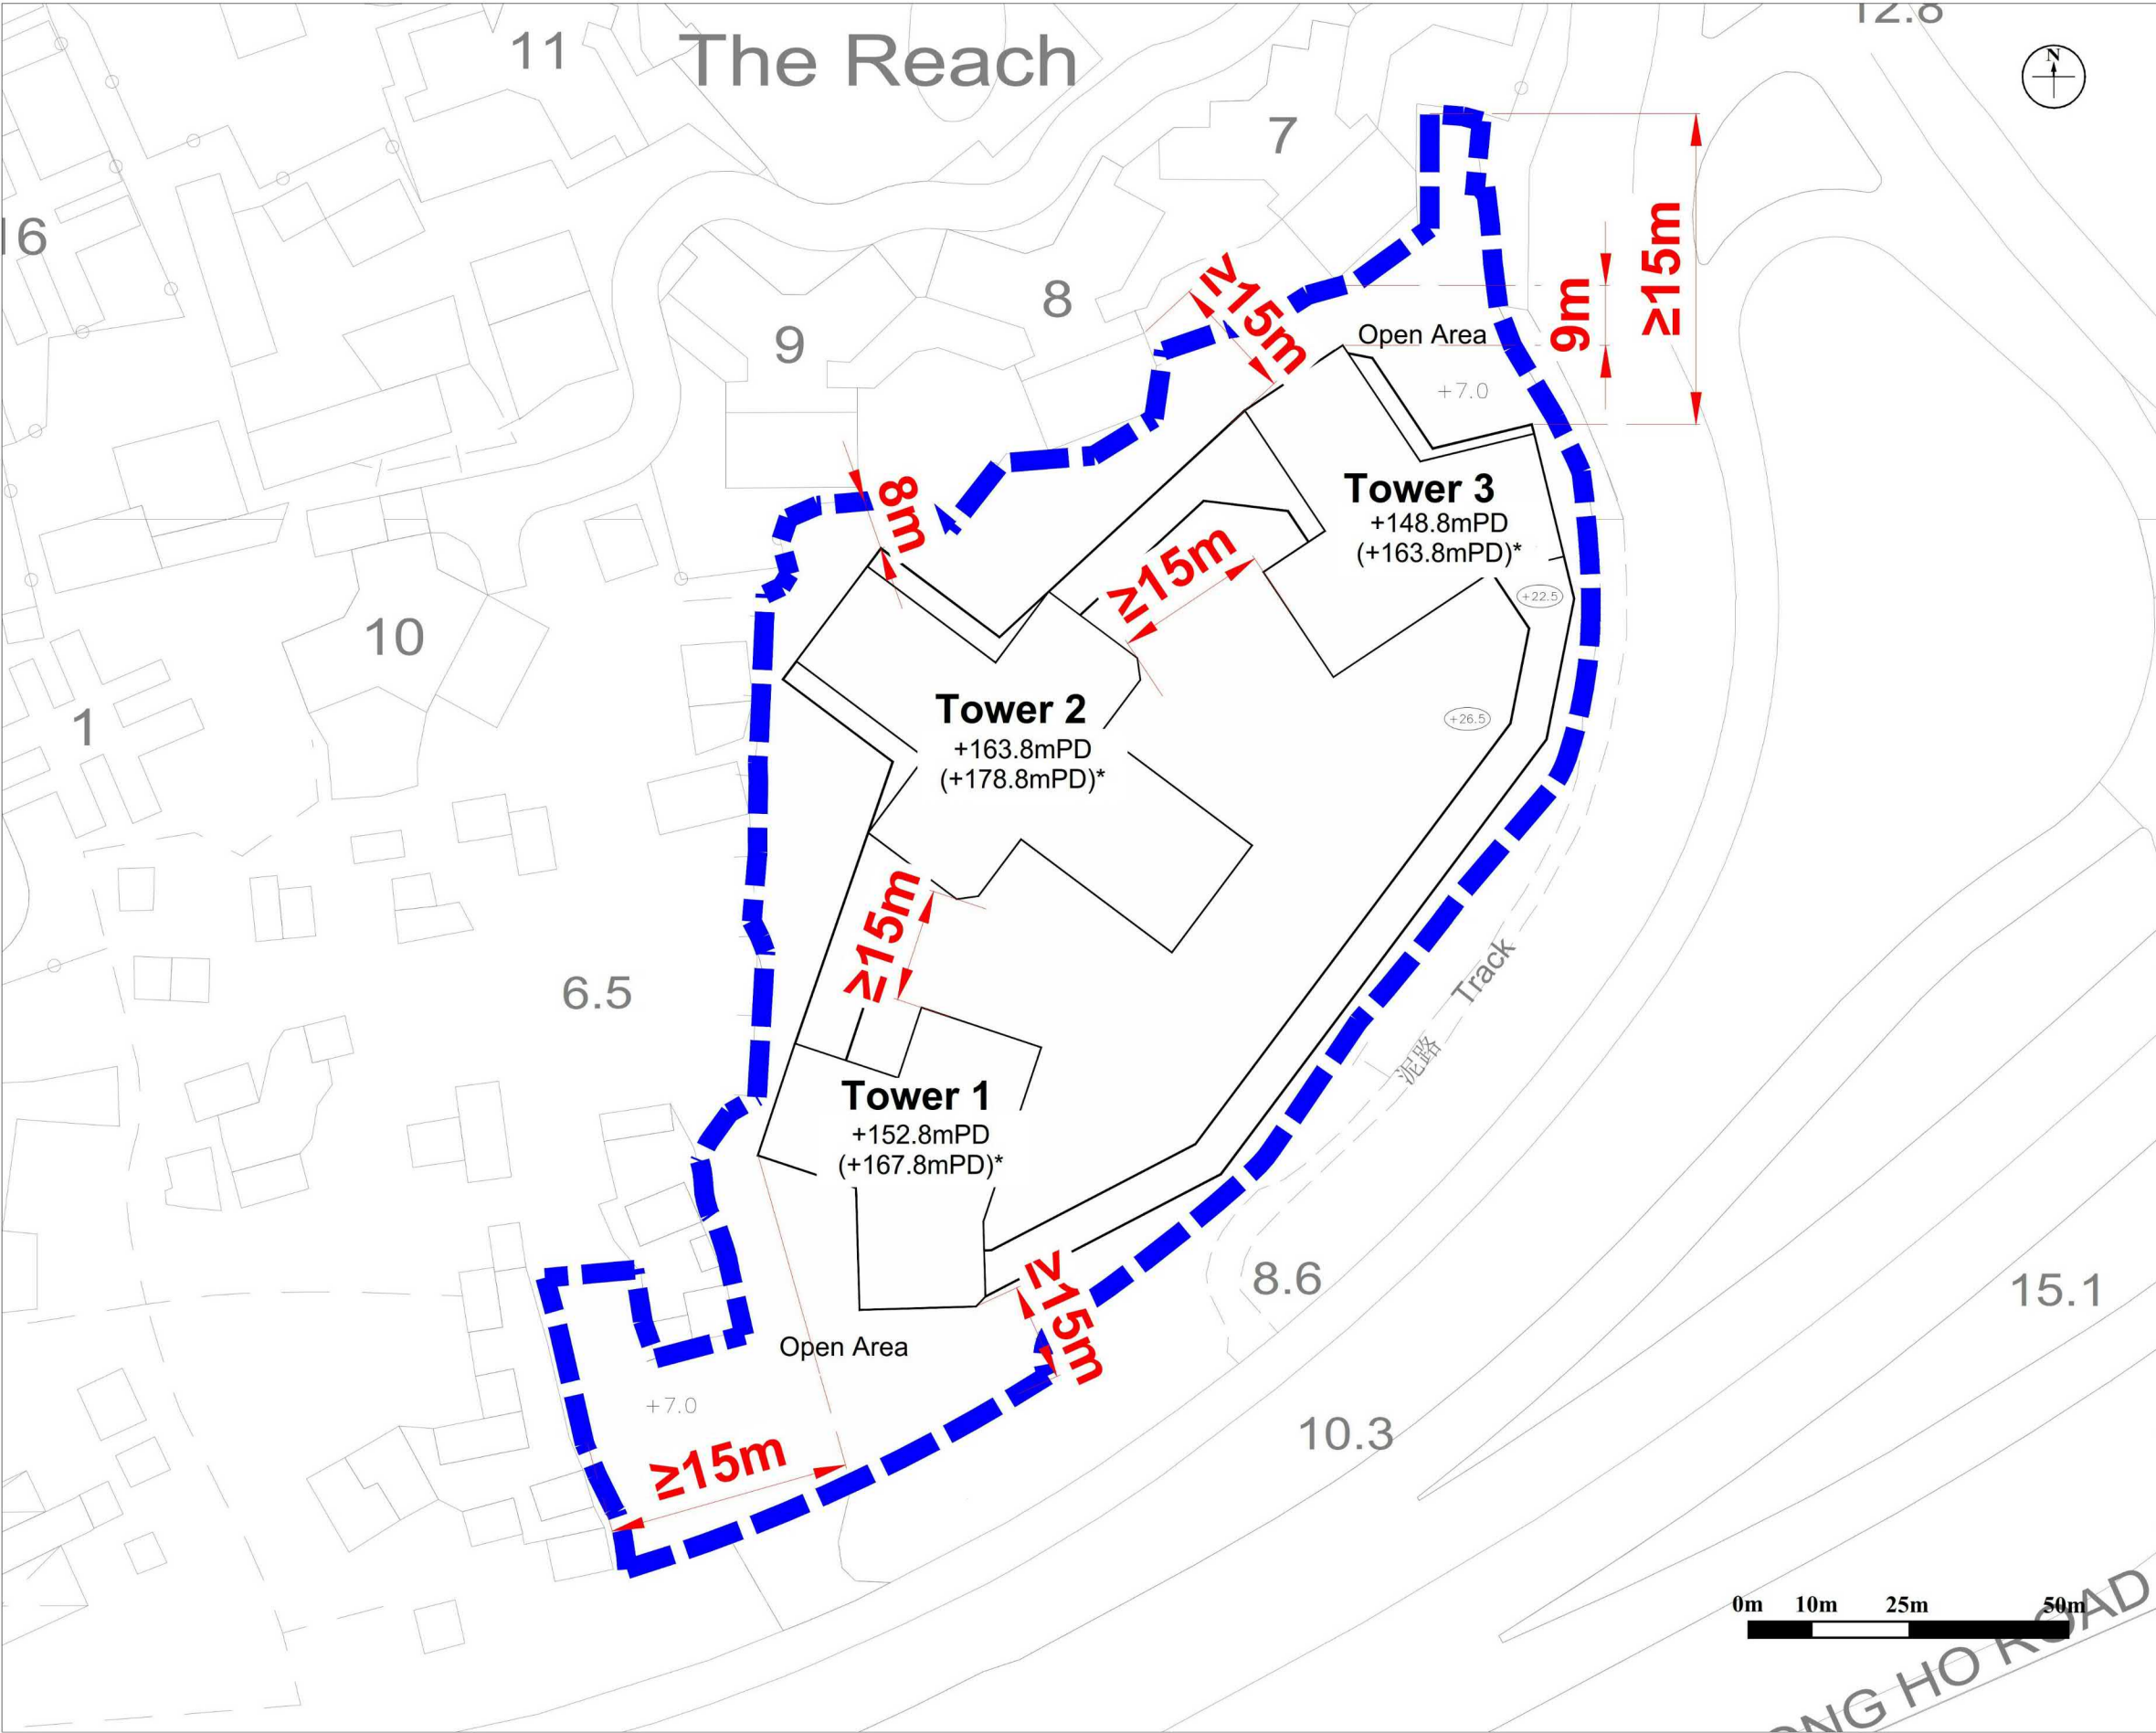 12.8
11
The Reach
N
7
≥15m
16
≥15m
8
9m
9
Open Area
+7.0
8m
Tower 3
+148.8mPD
(+163.8mPD)*
≥15m
+22.5
10
1
Tower 2
+163.8mPD
(+178.8mPD)*
+26.5
≥15m
6.5
Track
泥路
Tower 1
+152.8mPD
(+167.8mPD)*
8.6
≥15m
15.1
Open Area
+7.0
10.3
≥15m
0m 10m 25m 50m
ONG HO ROAD